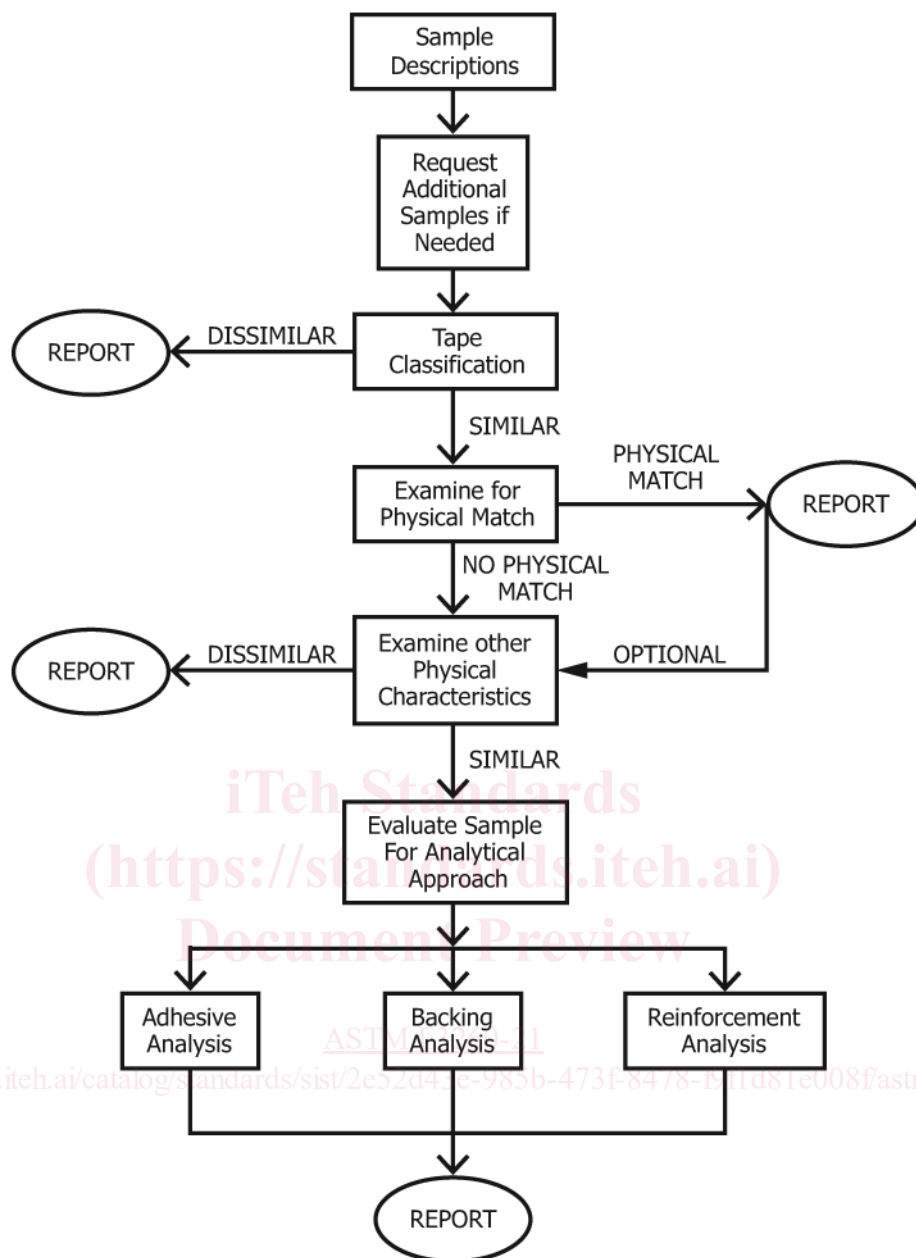 Sample
Descriptions
Request
Additional
Samples if
Needed
REPORT
DISSIMILAR
Tape
Classification
SIMILAR
Examine for
Physical Match
PHYSICAL
MATCH
REPORT
NO PHYSICAL
MATCH
REPORT
DISSIMILAR
Examine other
Physical
Characteristics
OPTIONAL
SIMILAR
iTeh Standards
Evaluate Sample
For Analytical
Approach
(https://standards.iteh.ai)
Document Preview
Adhesive
Analysis
Backing
Analysis
Reinforcement
Analysis
ASTM
-21
REPORT